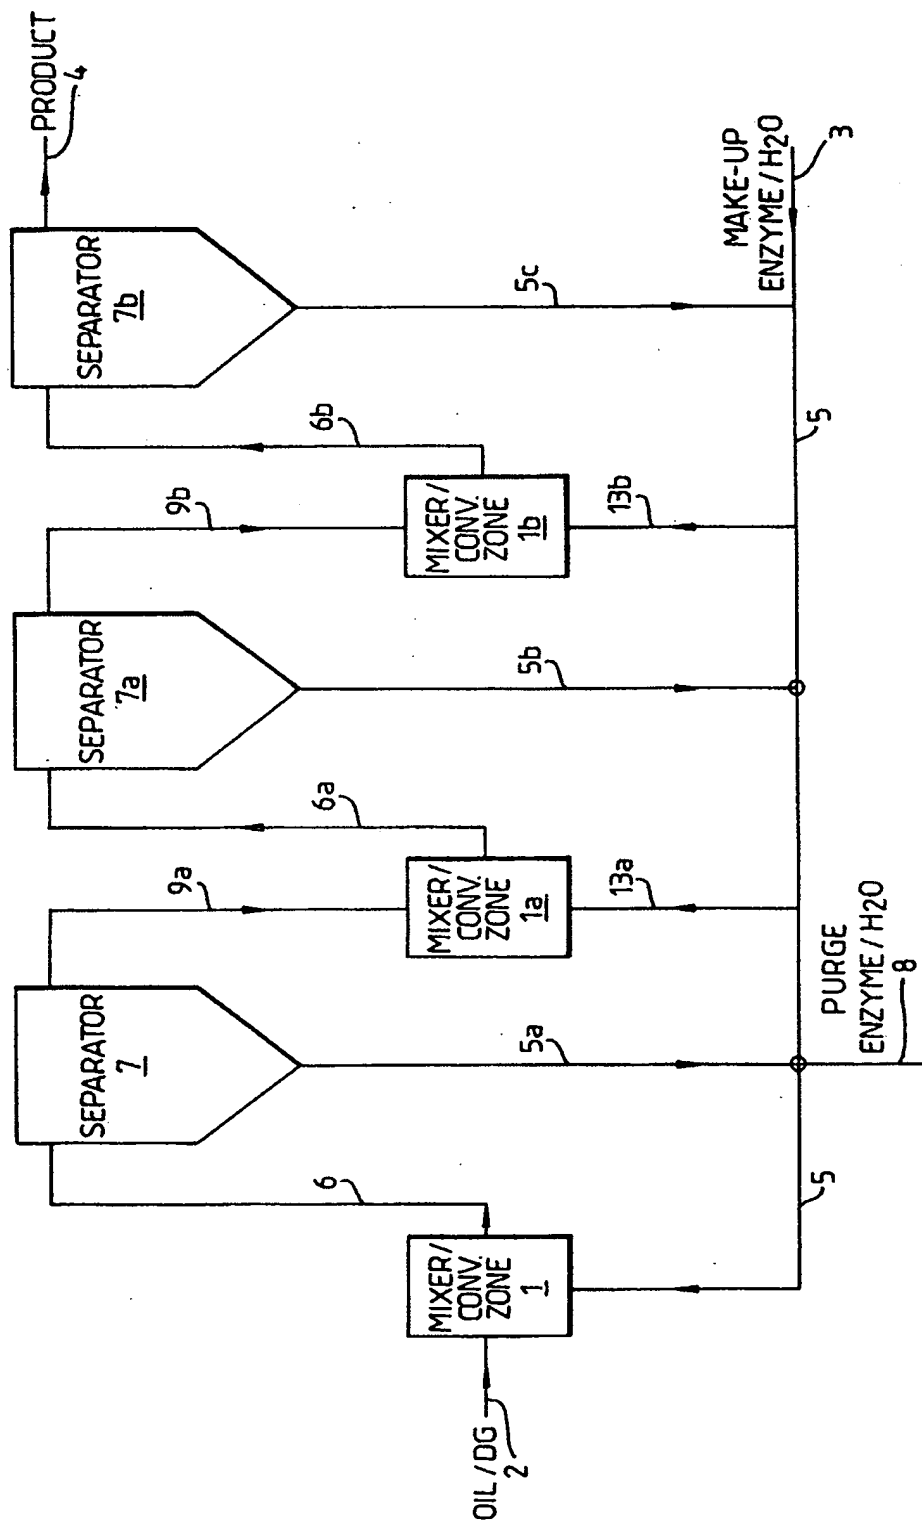 PRODUCT
4
SEPARATOR
7b
5c
MAKE-UP
ENZYME/H2O
3
6b
9b
MIXER/
CONV.
ZONE
1b
13b
5
SEPARATOR
7a
5b
6a
9a
MIXER/
CONV.
ZONE
1a
13a
SEPARATOR
7
5a
PURGE
ENZYME/H2O
8
6
MIXER/
CONV.
ZONE
1
5
OIL/DG
2